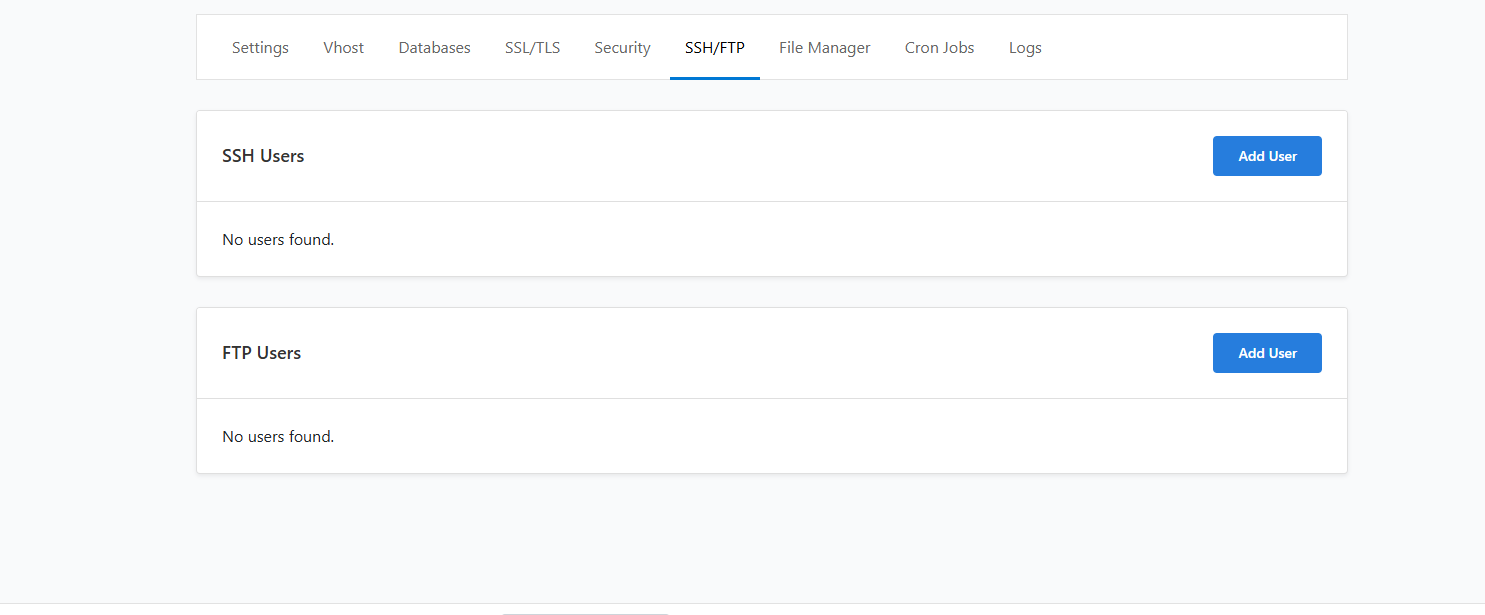 Settings Vhost Databases SSL/TLS Security SSH/FTP File Manager Cron Jobs Logs
SSH Users Add User
No users found.
FTP Users Add User
No users found.